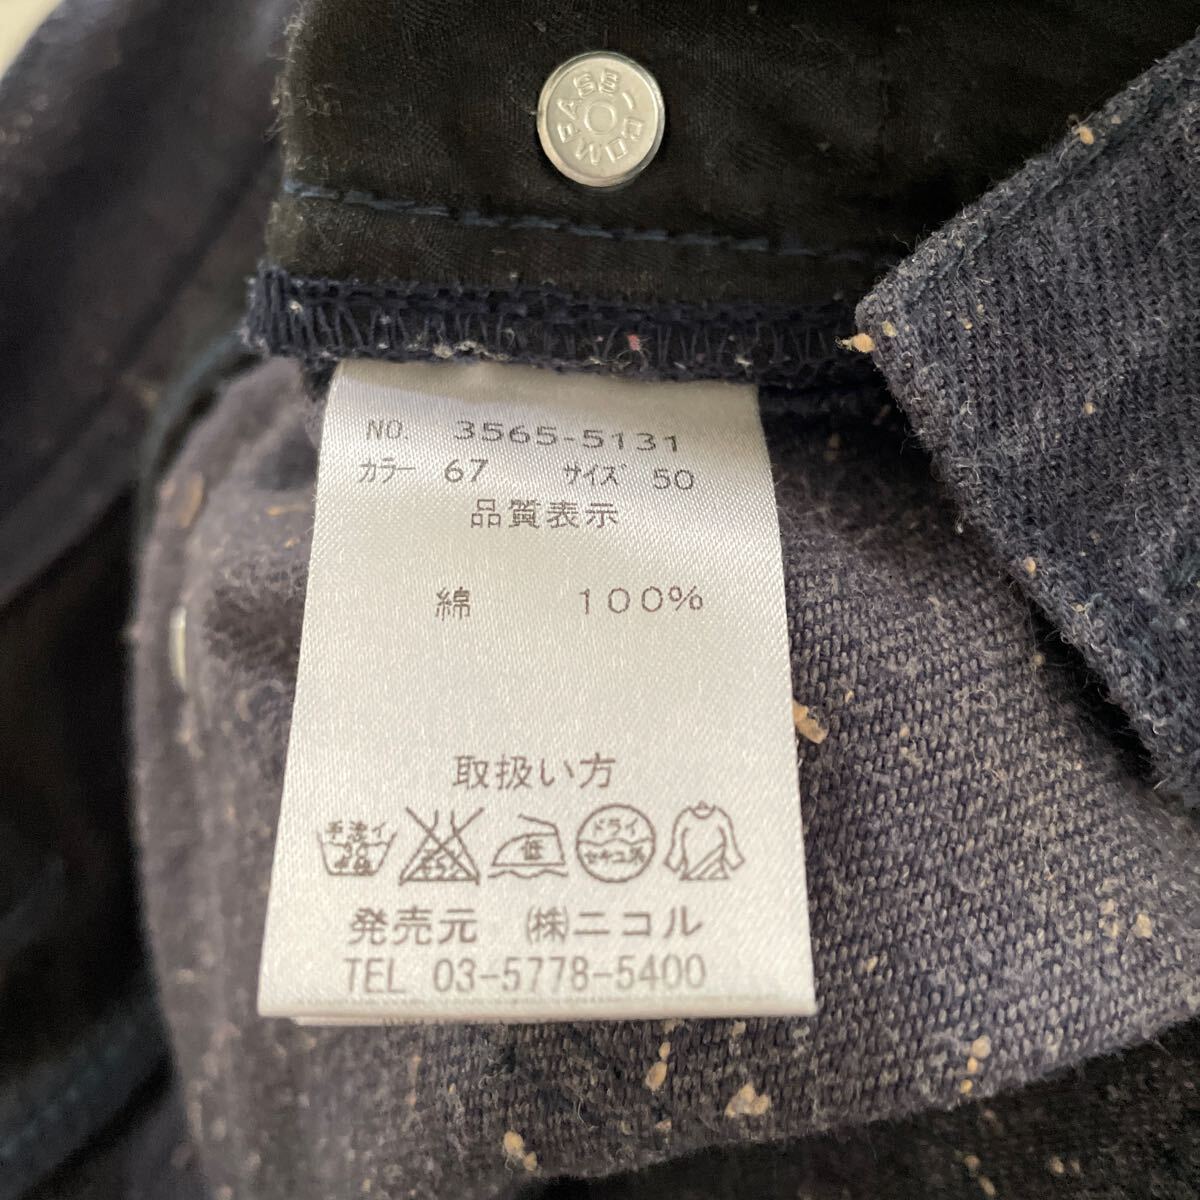 COMPASS-
NO. 3565-5131
カラー 67 サイズ 50
品質表示
綿 100%
取扱い方
手洗イ
低
ドライ
セキユ系
発売元 (株)ニコル
TEL 03-5778-5400